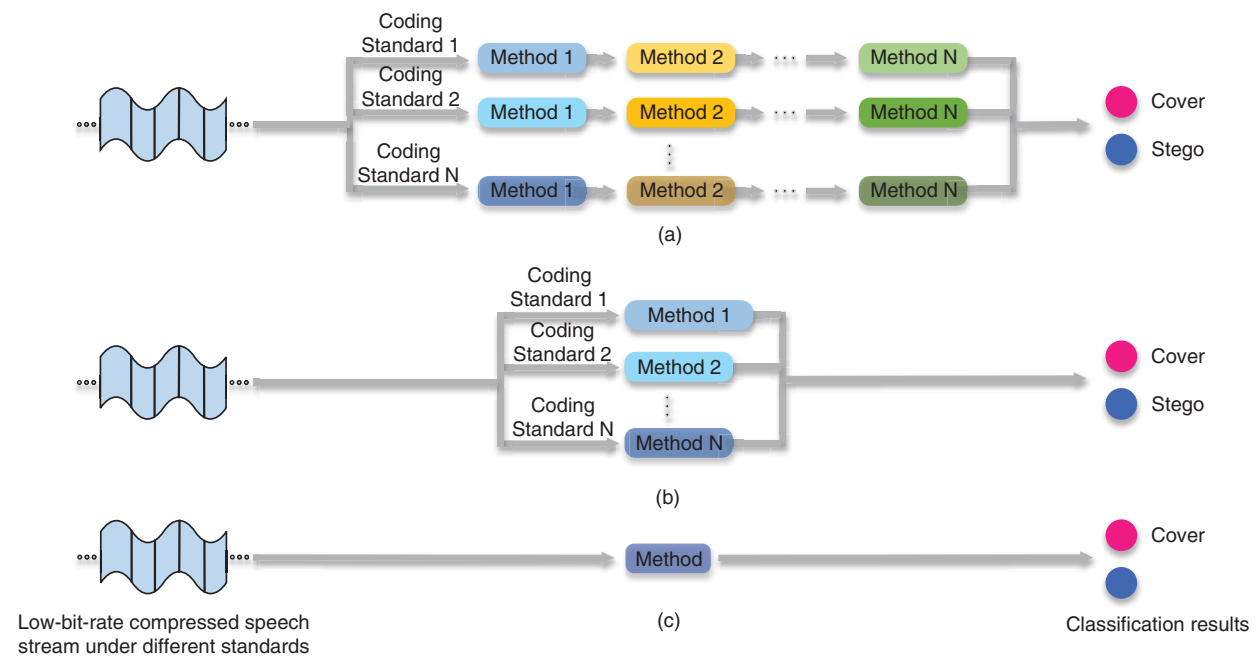 Coding
Standard 1
Method 1
Method 2
...
Method N
Coding
Standard 2
Method 1
Method 2
...
Method N
Cover
Stego
Coding
Standard N
Method 1
Method 2
...
Method N
(a)
Coding
Standard 1
Method 1
Coding
Standard 2
Method 2
Cover
Stego
Coding
Standard N
Method N
(b)
Method
Cover
(c)
Low-bit-rate compressed speech
stream under different standards
Classification results